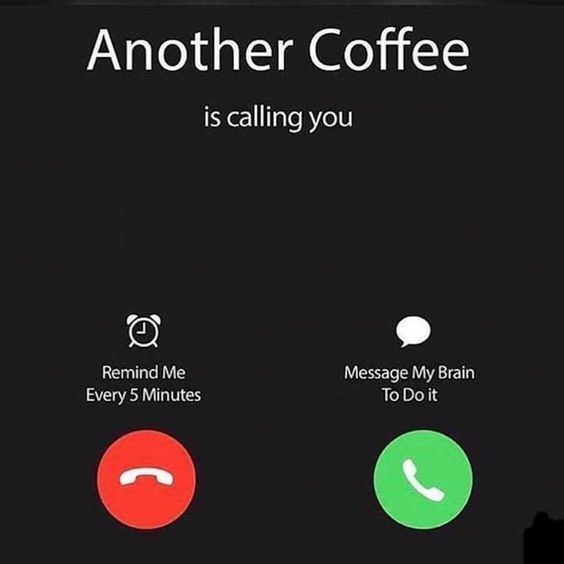 Another Coffee
is calling you
Remind Me
Every 5 Minutes
Message My Brain
To Do it